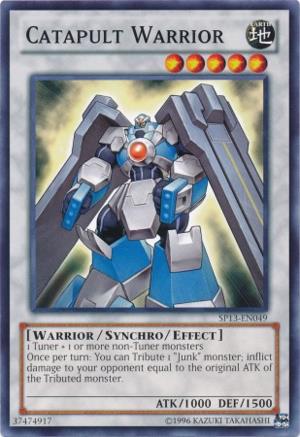 CATAPULT WARRIOR
EARTH
地
SP13-EN049
[WARRIOR/SYNCHRO/EFFECT]
1 Tuner + 1 or more non-Tuner monsters
Once per turn: You can Tribute 1 "Junk" monster; inflict
damage to your opponent equal to the original ATK of
the Tributed monster.
ATK/1000 DEF/1500
37474917 ©1996 KAZUKI TAKAHASHI